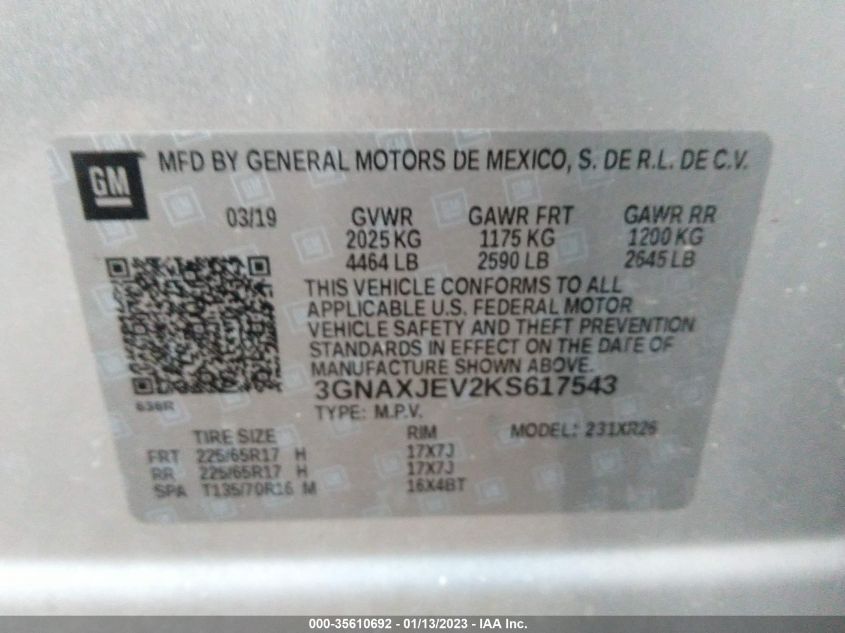 GM MFD BY GENERAL MOTORS DE MEXICO, S. DE R.L. DE C.V.
03/19 GVWR GAWR FRT GAWR RR
2025 KG 1175 KG 1200 KG
4464 LB 2590 LB 2645 LB
THIS VEHICLE CONFORMS TO ALL
APPLICABLE U.S. FEDERAL MOTOR
VEHICLE SAFETY AND THEFT PREVENTION
STANDARDS IN EFFECT ON THE DATE OF
MANUFACTURE SHOWN ABOVE.
3GNAXJEV2KS617543
636R TYPE: M.P.V.
TIRE SIZE RIM MODEL: 231XR26
FRT 225/65R17 H 17X7J
RR 225/65R17 H 17X7J
SPA T135/70R16 M 16X4BT
000-35610692 - 01/13/2023 - IAA Inc.